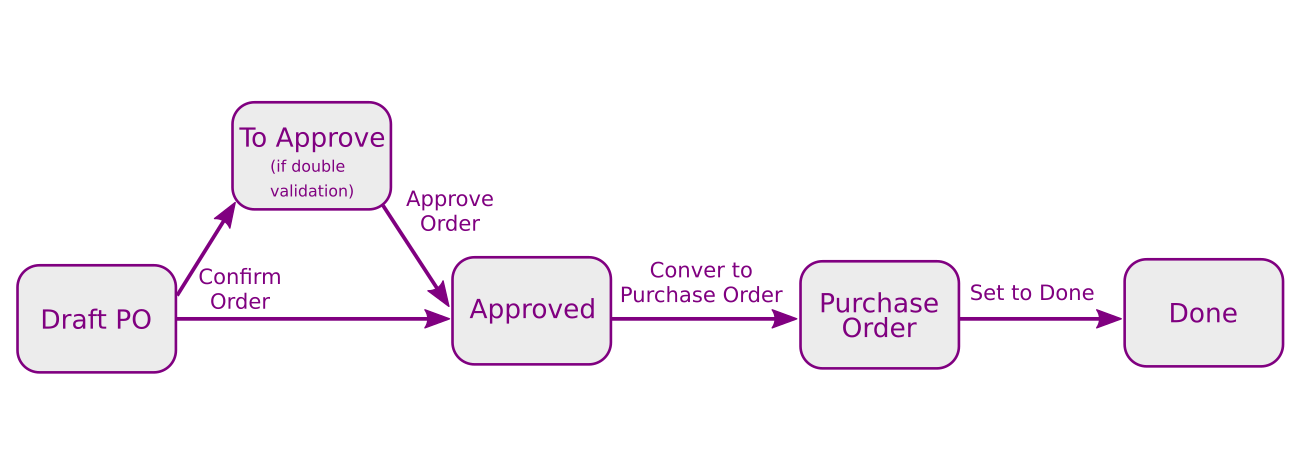 To Approve
(if double
validation)
Approve
Order
Confirm
Order
Draft PO
Approved
Conver to
Purchase Order
Purchase
Order
Set to Done
Done